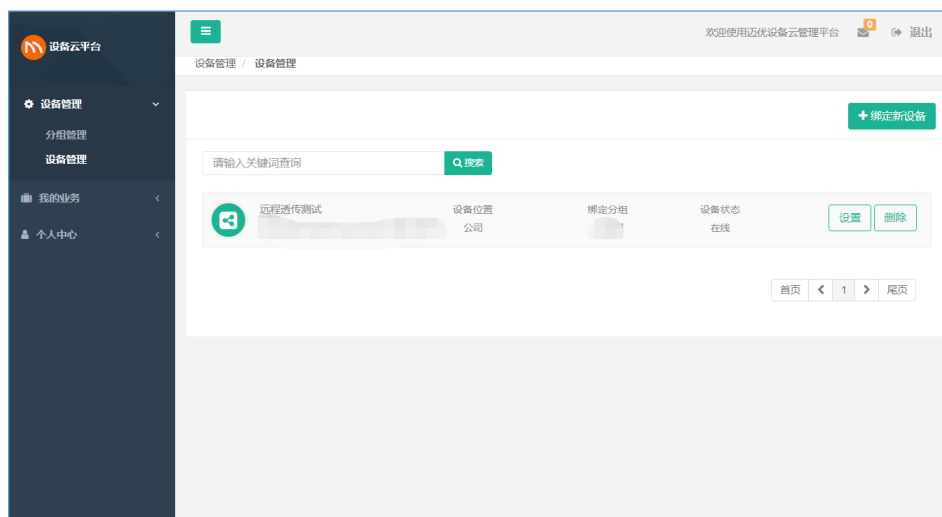 设备云平台
欢迎使用迈优设备云管理平台 0 退出
设备管理 / 设备管理
设备管理
分组管理
设备管理
我的业务
个人中心
绑定新设备
请输入关键词查询 搜索
远程透传测试 设备位置 绑定分组 设备状态
公司 在线
设置 删除
首页 1 尾页